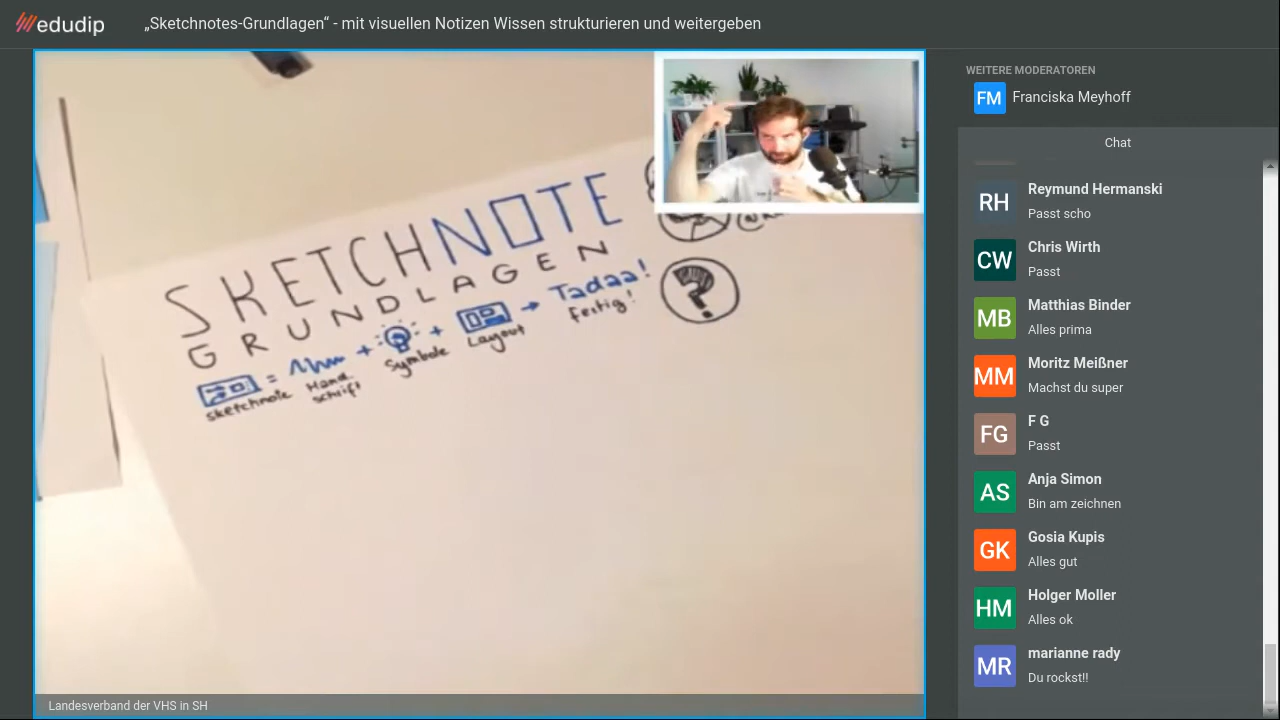 edudip
„Sketchnotes-Grundlagen“ - mit visuellen Notizen Wissen strukturieren und weitergeben
SKETCHNOTE
GRUNDLAGEN
= + + → Tadaa!
sketchnote Hand Symbole Layout fertig!
schrift
?
Landesverband der VHS in SH
WEITERE MODERATOREN
FM Franciska Meyhoff
Chat
RH Reymund Hermanski
Passt scho
CW Chris Wirth
Passt
MB Matthias Binder
Alles prima
MM Moritz Meißner
Machst du super
FG F G
Passt
AS Anja Simon
Bin am zeichnen
GK Gosia Kupis
Alles gut
HM Holger Moller
Alles ok
MR marianne rady
Du rockst!!